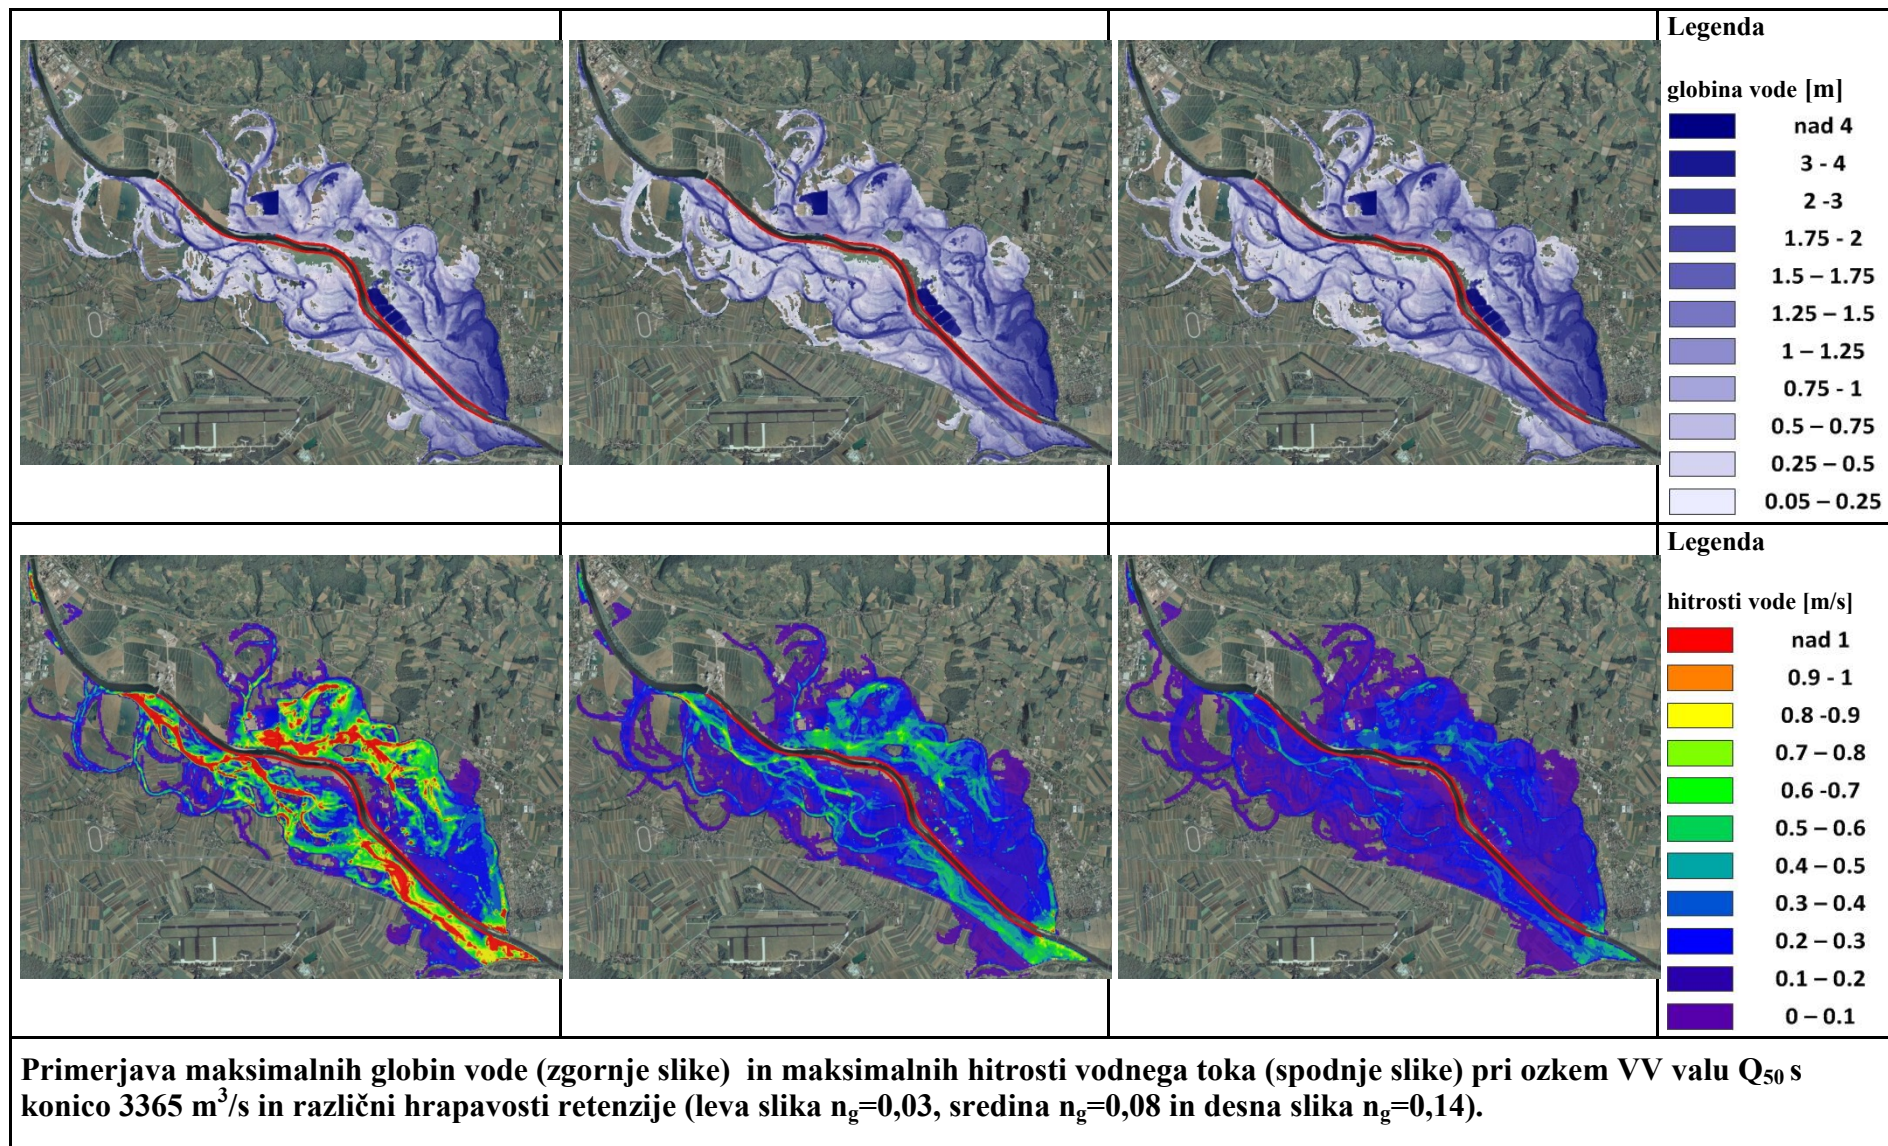 Legenda
globina vode [m]
nad 4
3 - 4
2 -3
1.75 - 2
1.5 – 1.75
1.25 – 1.5
1 – 1.25
0.75 - 1
0.5 – 0.75
0.25 – 0.5
0.05 – 0.25
Legenda
hitrosti vode [m/s]
nad 1
0.9 - 1
0.8 -0.9
0.7 – 0.8
0.6 -0.7
0.5 – 0.6
0.4 – 0.5
0.3 – 0.4
0.2 – 0.3
0.1 – 0.2
0 – 0.1
Primerjava maksimalnih globin vode (zgornje slike) in maksimalnih hitrosti vodnega toka (spodnje slike) pri ozkem VV valu Q₅₀ s
konico 3365 m³/s in različni hrapavosti retenzije (leva slika n_g=0,03, sredina n_g=0,08 in desna slika n_g=0,14).